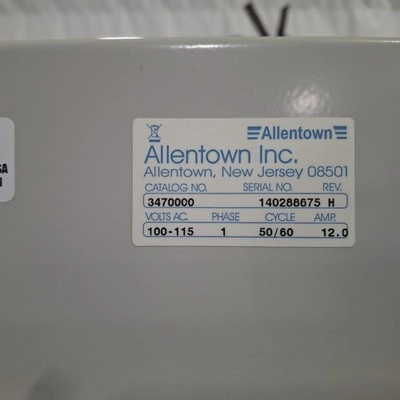 Allentown
Allentown Inc.
Allentown, New Jersey 08501
CATALOG NO. SERIAL NO. REV.
3470000 140288675 H
VOLTS AC. PHASE CYCLE AMP.
100-115 1 50/60 12.0